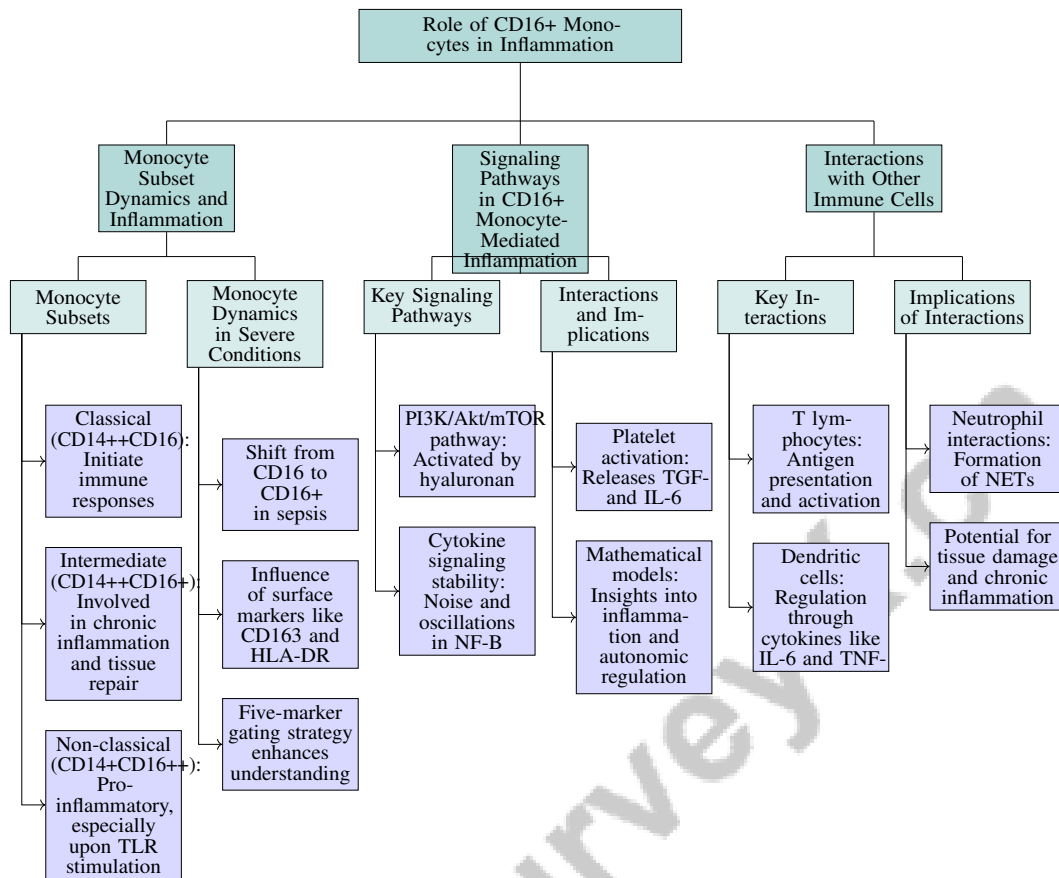 Role of CD16+ Mono-
cytes in Inflammation
Monocyte
Subset
Dynamics and
Inflammation
Signaling
Pathways
in CD16+
Monocyte-
Mediated
Inflammation
Interactions
with Other
Immune Cells
Monocyte
Subsets
Monocyte
Dynamics
in Severe
Conditions
Key Signaling
Pathways
Interactions
and Im-
plications
Key In-
teractions
Implications
of Interactions
Classical
(CD14++CD16):
Initiate
immune
responses
Intermediate
(CD14++CD16+):
Involved
in chronic
inflammation
and tissue
repair
Non-classical
(CD14+CD16++):
Pro-
inflammatory,
especially
upon TLR
stimulation
Shift from
CD16 to
CD16+
in sepsis
Influence
of surface
markers like
CD163 and
HLA-DR
Five-marker
gating strategy
enhances
understanding
PI3K/Akt/mTOR
pathway:
Activated by
hyaluronan
Cytokine
signaling
stability:
Noise and
oscillations
in NF-B
Platelet
activation:
Releases TGF-
and IL-6
Mathematical
models:
Insights into
inflamma-
tion and
autonomic
regulation
T lym-
phocytes:
Antigen
presentation
and activation
Dendritic
cells:
Regulation
through
cytokines like
IL-6 and TNF-
Neutrophil
interactions:
Formation
of NETs
Potential for
tissue damage
and chronic
inflammation